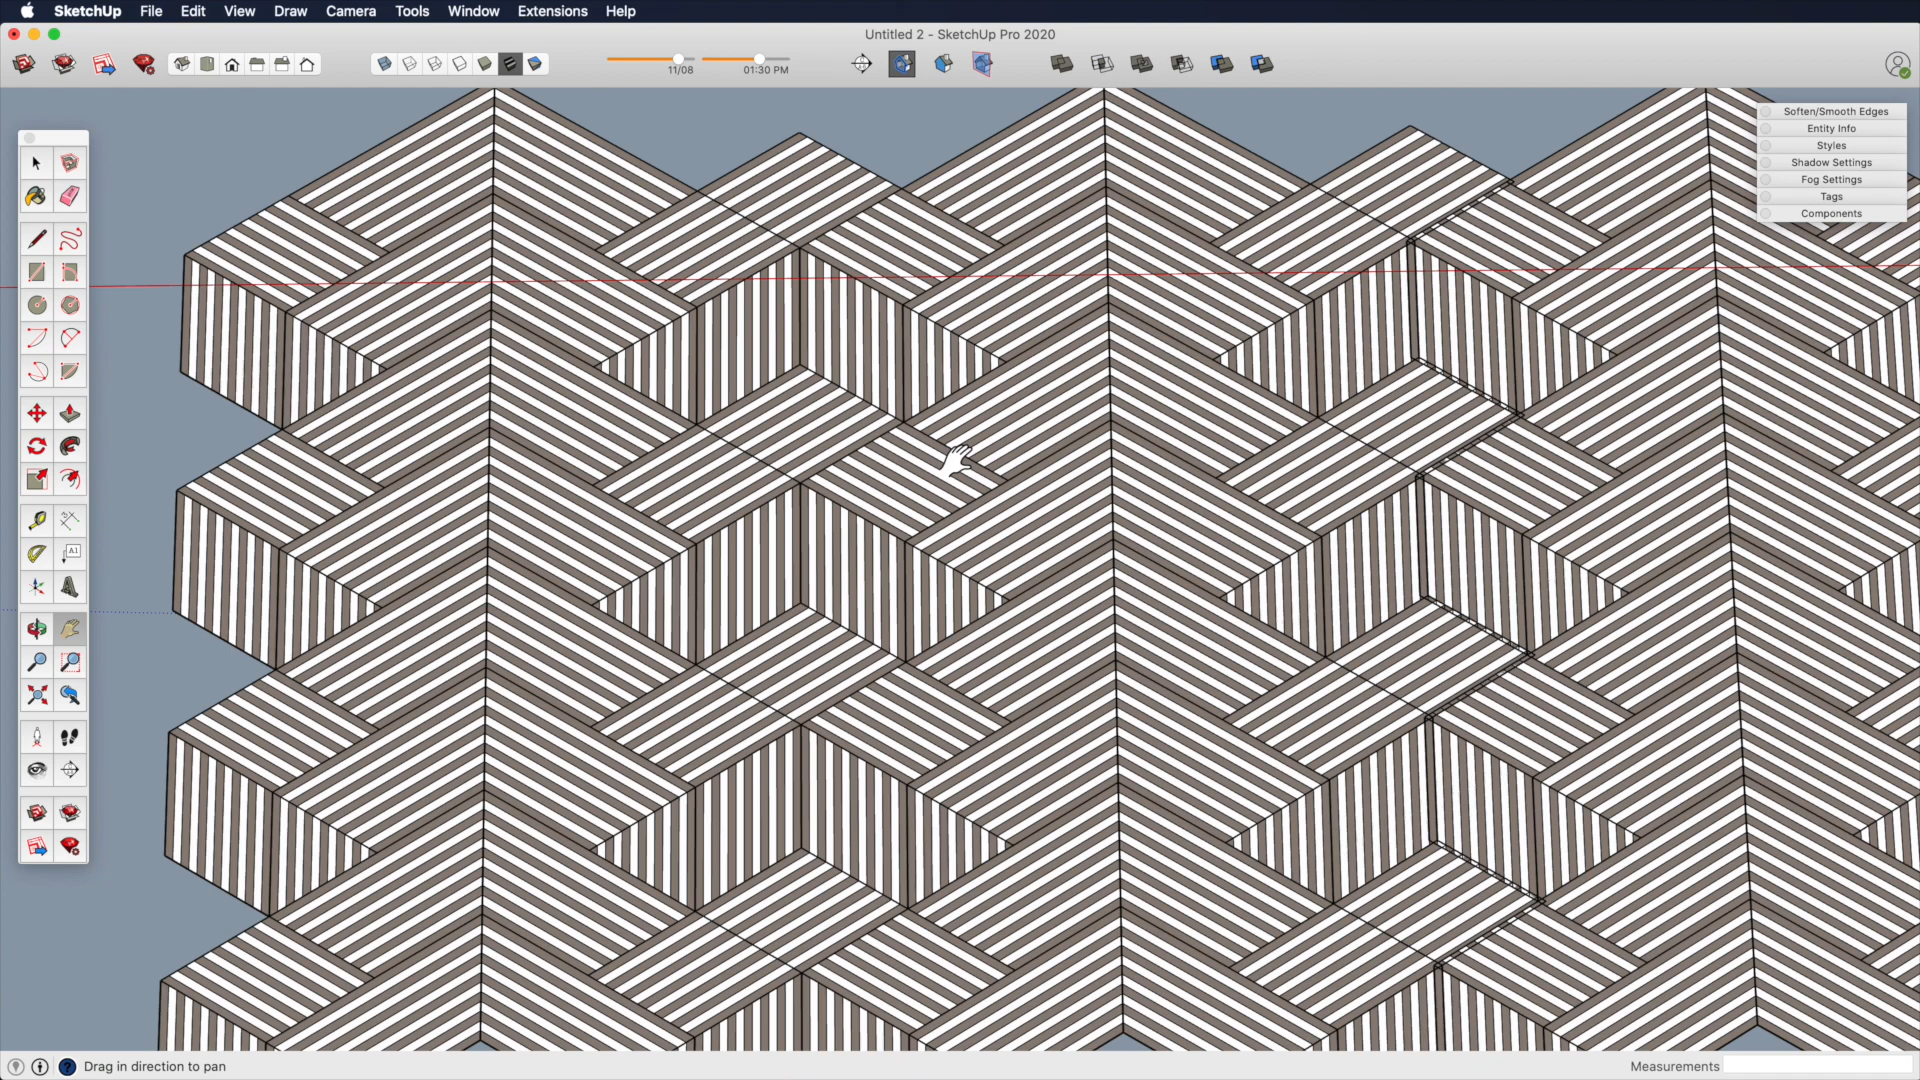 SketchUp File Edit View Draw Camera Tools Window Extensions Help
Untitled 2 - SketchUp Pro 2020
11/08 01:30 PM
Soften/Smooth Edges
Entity Info
Styles
Shadow Settings
Fog Settings
Tags
Components
A1
Drag in direction to pan
Measurements